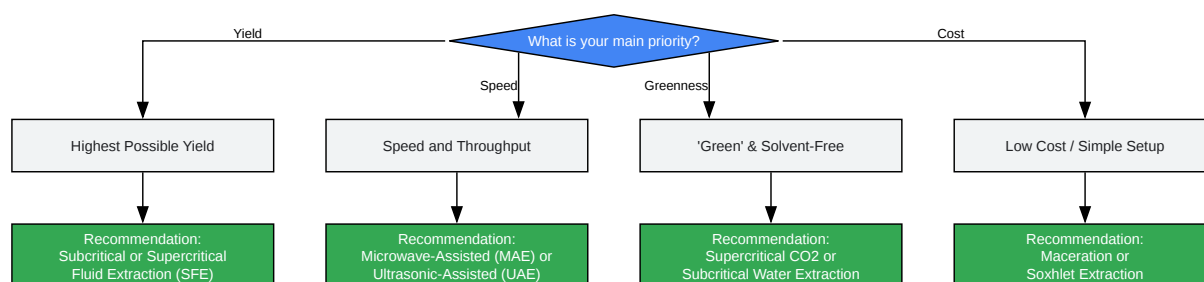 What is your main priority?
Yield
Speed
Greenness
Cost
Highest Possible Yield
Speed and Throughput
'Green' & Solvent-Free
Low Cost / Simple Setup
Recommendation:
Subcritical or Supercritical
Fluid Extraction (SFE)
Recommendation:
Microwave-Assisted (MAE) or
Ultrasonic-Assisted (UAE)
Recommendation:
Supercritical CO2 or
Subcritical Water Extraction
Recommendation:
Maceration or
Soxhlet Extraction